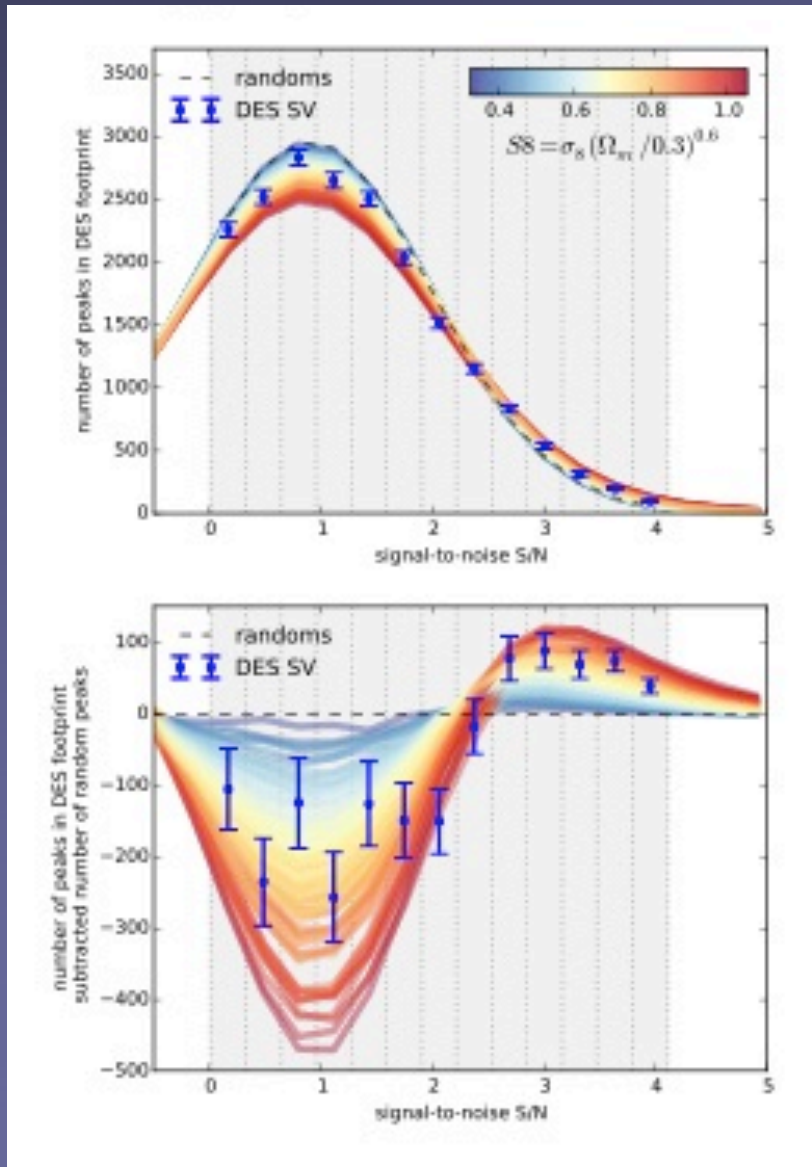 3500
3000
2500
2000
1500
1000
500
0
number of peaks in DES footprint
randoms
DES SV
0.4 0.6 0.8 1.0
S8=σ₈(Ωₘ/0.3)^0.6
0 1 2 3 4 5
signal-to-noise S/N
100
0
−100
−200
−300
−400
−500
number of peaks in DES footprint
subtracted number of random peaks
randoms
DES SV
0 1 2 3 4 5
signal-to-noise S/N